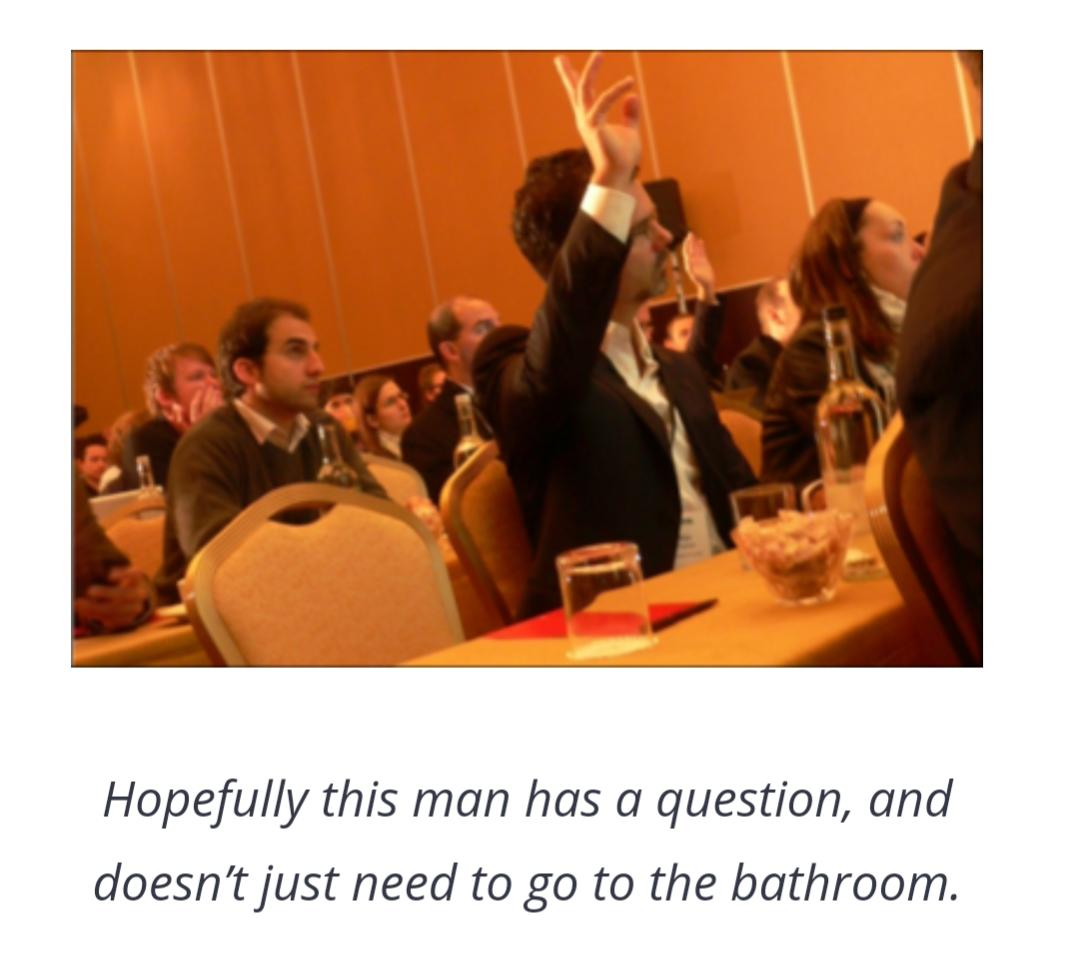 Hopefully this man has a question, and
doesn’t just need to go to the bathroom.